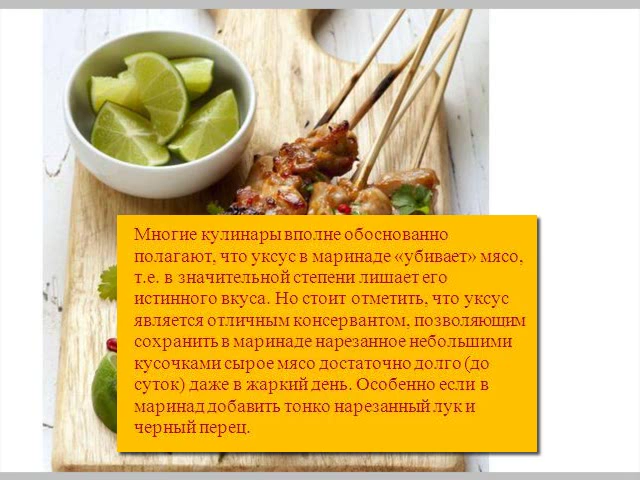 Многие кулинары вполне обоснованно
полагают, что уксус в маринаде «убивает» мясо,
т.е. в значительной степени лишает его
истинного вкуса. Но стоит отметить, что уксус
является отличным консервантом, позволяющим
сохранить в маринаде нарезанное небольшими
кусочками сырое мясо достаточно долго (до
суток) даже в жаркий день. Особенно если в
маринад добавить тонко нарезанный лук и
черный перец.